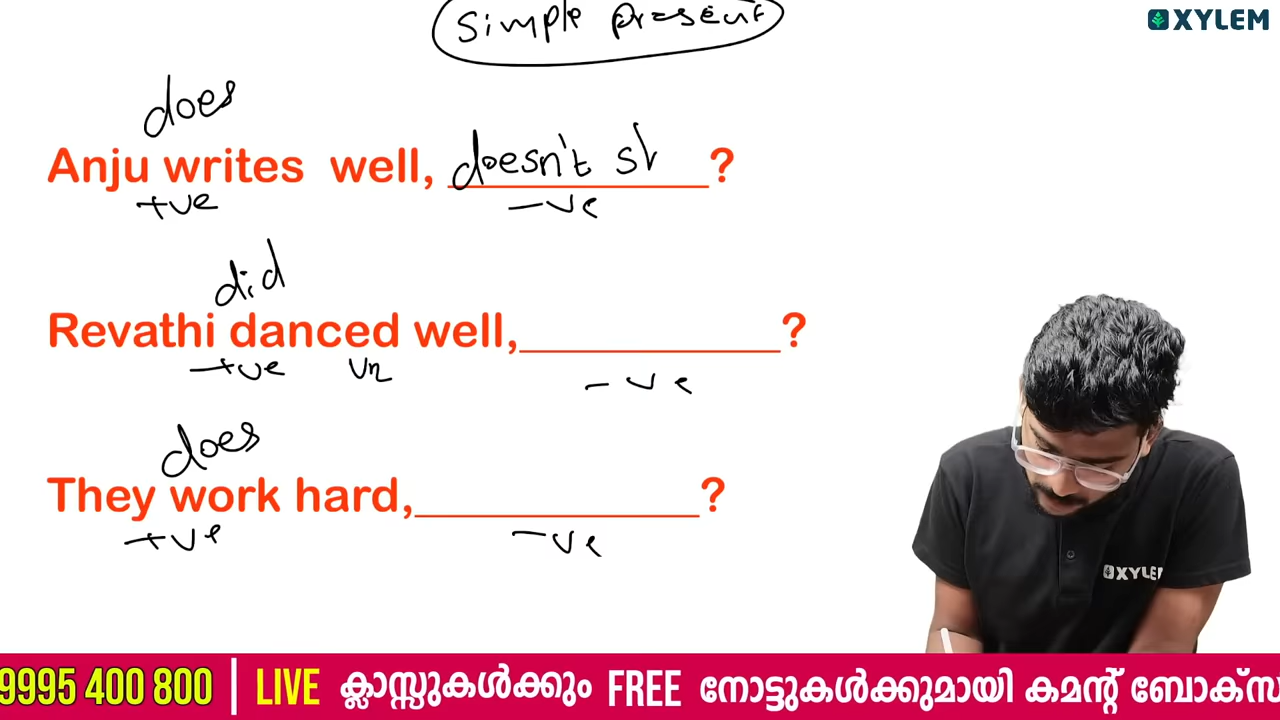 simple present
XYLEM
does
Anju writes well, doesn't sh ?
+ve -ve
did
Revathi danced well, ?
+ve V2 -ve
does
They work hard, ?
+ve -ve
XYLEM
9995 400 800 | LIVE ക്ലാസ്സുകൾക്കും FREE നോട്ടുകൾക്കുമായി കമന്റ് ബോക്സ